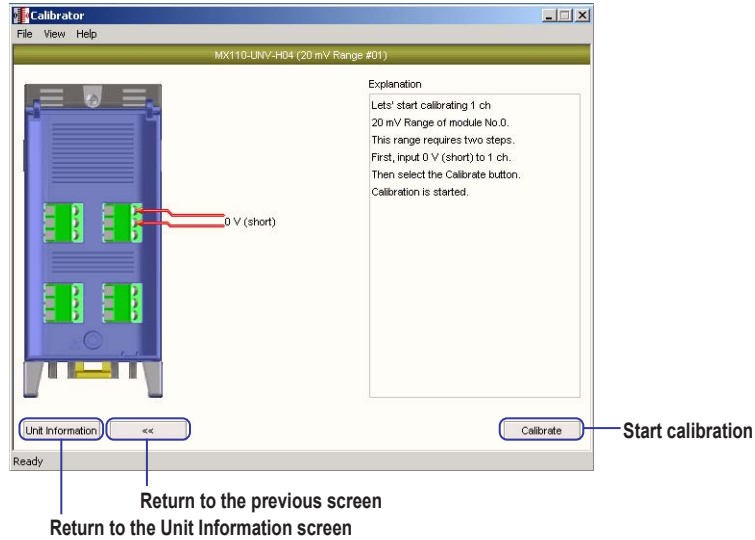 Calibrator
File View Help
MX110-UNV-H04 (20 mV Range #01)
0 V (short)
Explanation
Lets' start calibrating 1 ch
20 mV Range of module No.0.
This range requires two steps.
First, input 0 V (short) to 1 ch.
Then select the Calibrate button.
Calibration is started.
Unit Information
<<
Calibrate
Start calibration
Ready
Return to the previous screen
Return to the Unit Information screen